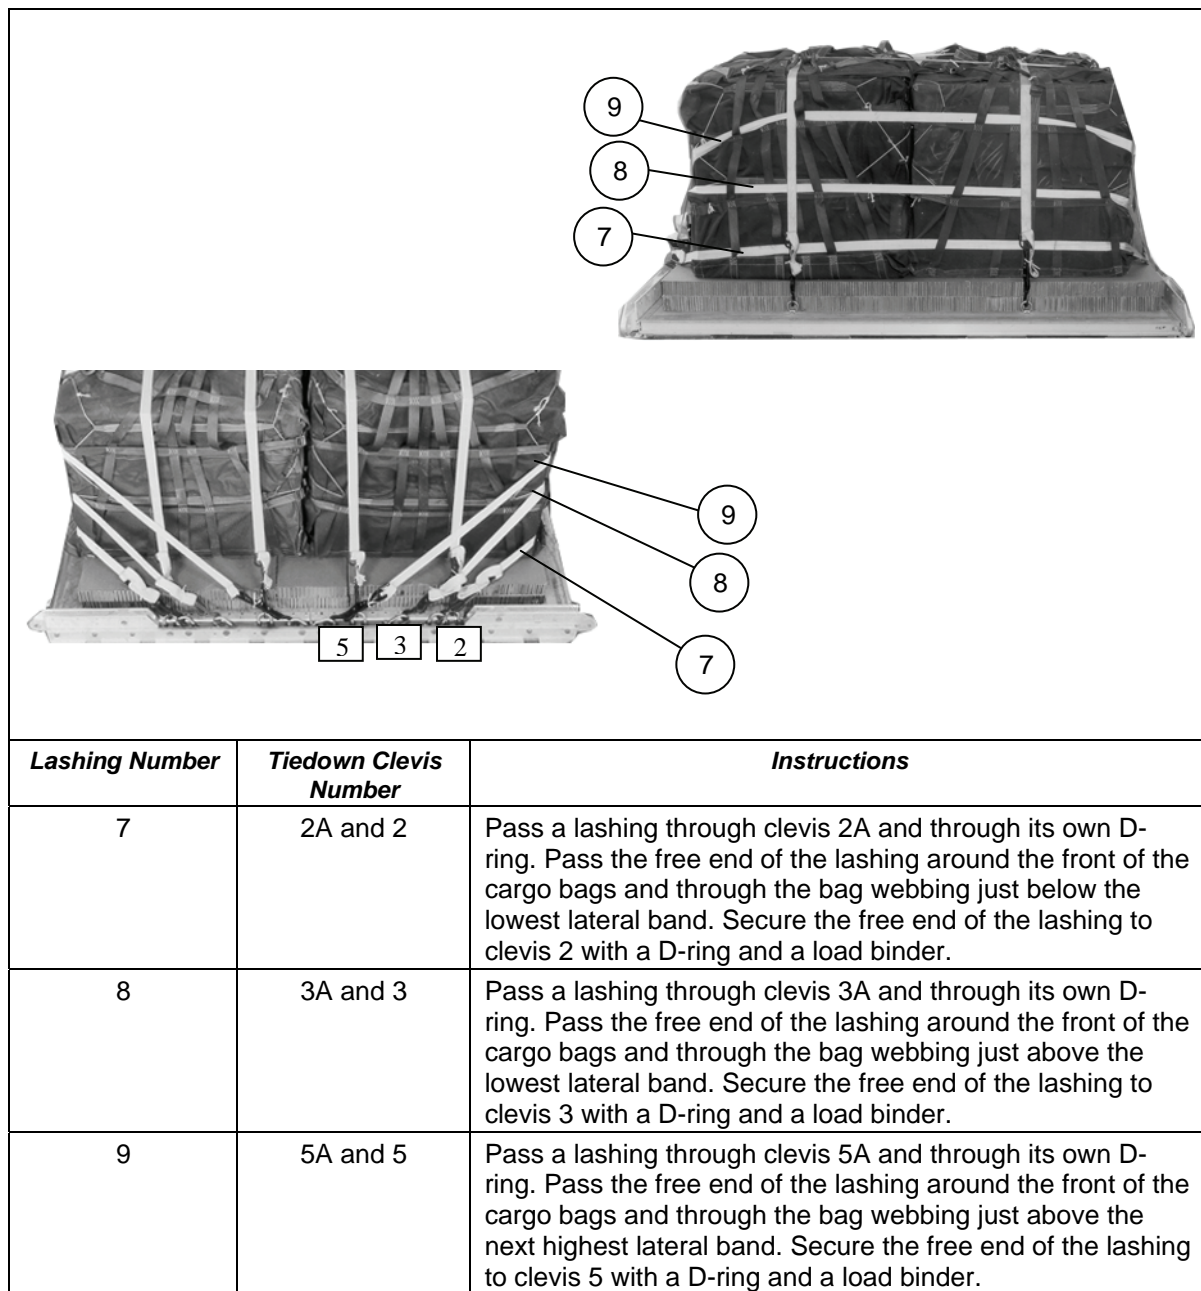 9
8
7
9
8
7
5 3 2
Lashing Number Tiedown Clevis Number Instructions
7 2A and 2 Pass a lashing through clevis 2A and through its own D-
ring. Pass the free end of the lashing around the front of the
cargo bags and through the bag webbing just below the
lowest lateral band. Secure the free end of the lashing to
clevis 2 with a D-ring and a load binder.
8 3A and 3 Pass a lashing through clevis 3A and through its own D-
ring. Pass the free end of the lashing around the front of the
cargo bags and through the bag webbing just above the
lowest lateral band. Secure the free end of the lashing to
clevis 3 with a D-ring and a load binder.
9 5A and 5 Pass a lashing through clevis 5A and through its own D-
ring. Pass the free end of the lashing around the front of the
cargo bags and through the bag webbing just above the
next highest lateral band. Secure the free end of the lashing
to clevis 5 with a D-ring and a load binder.